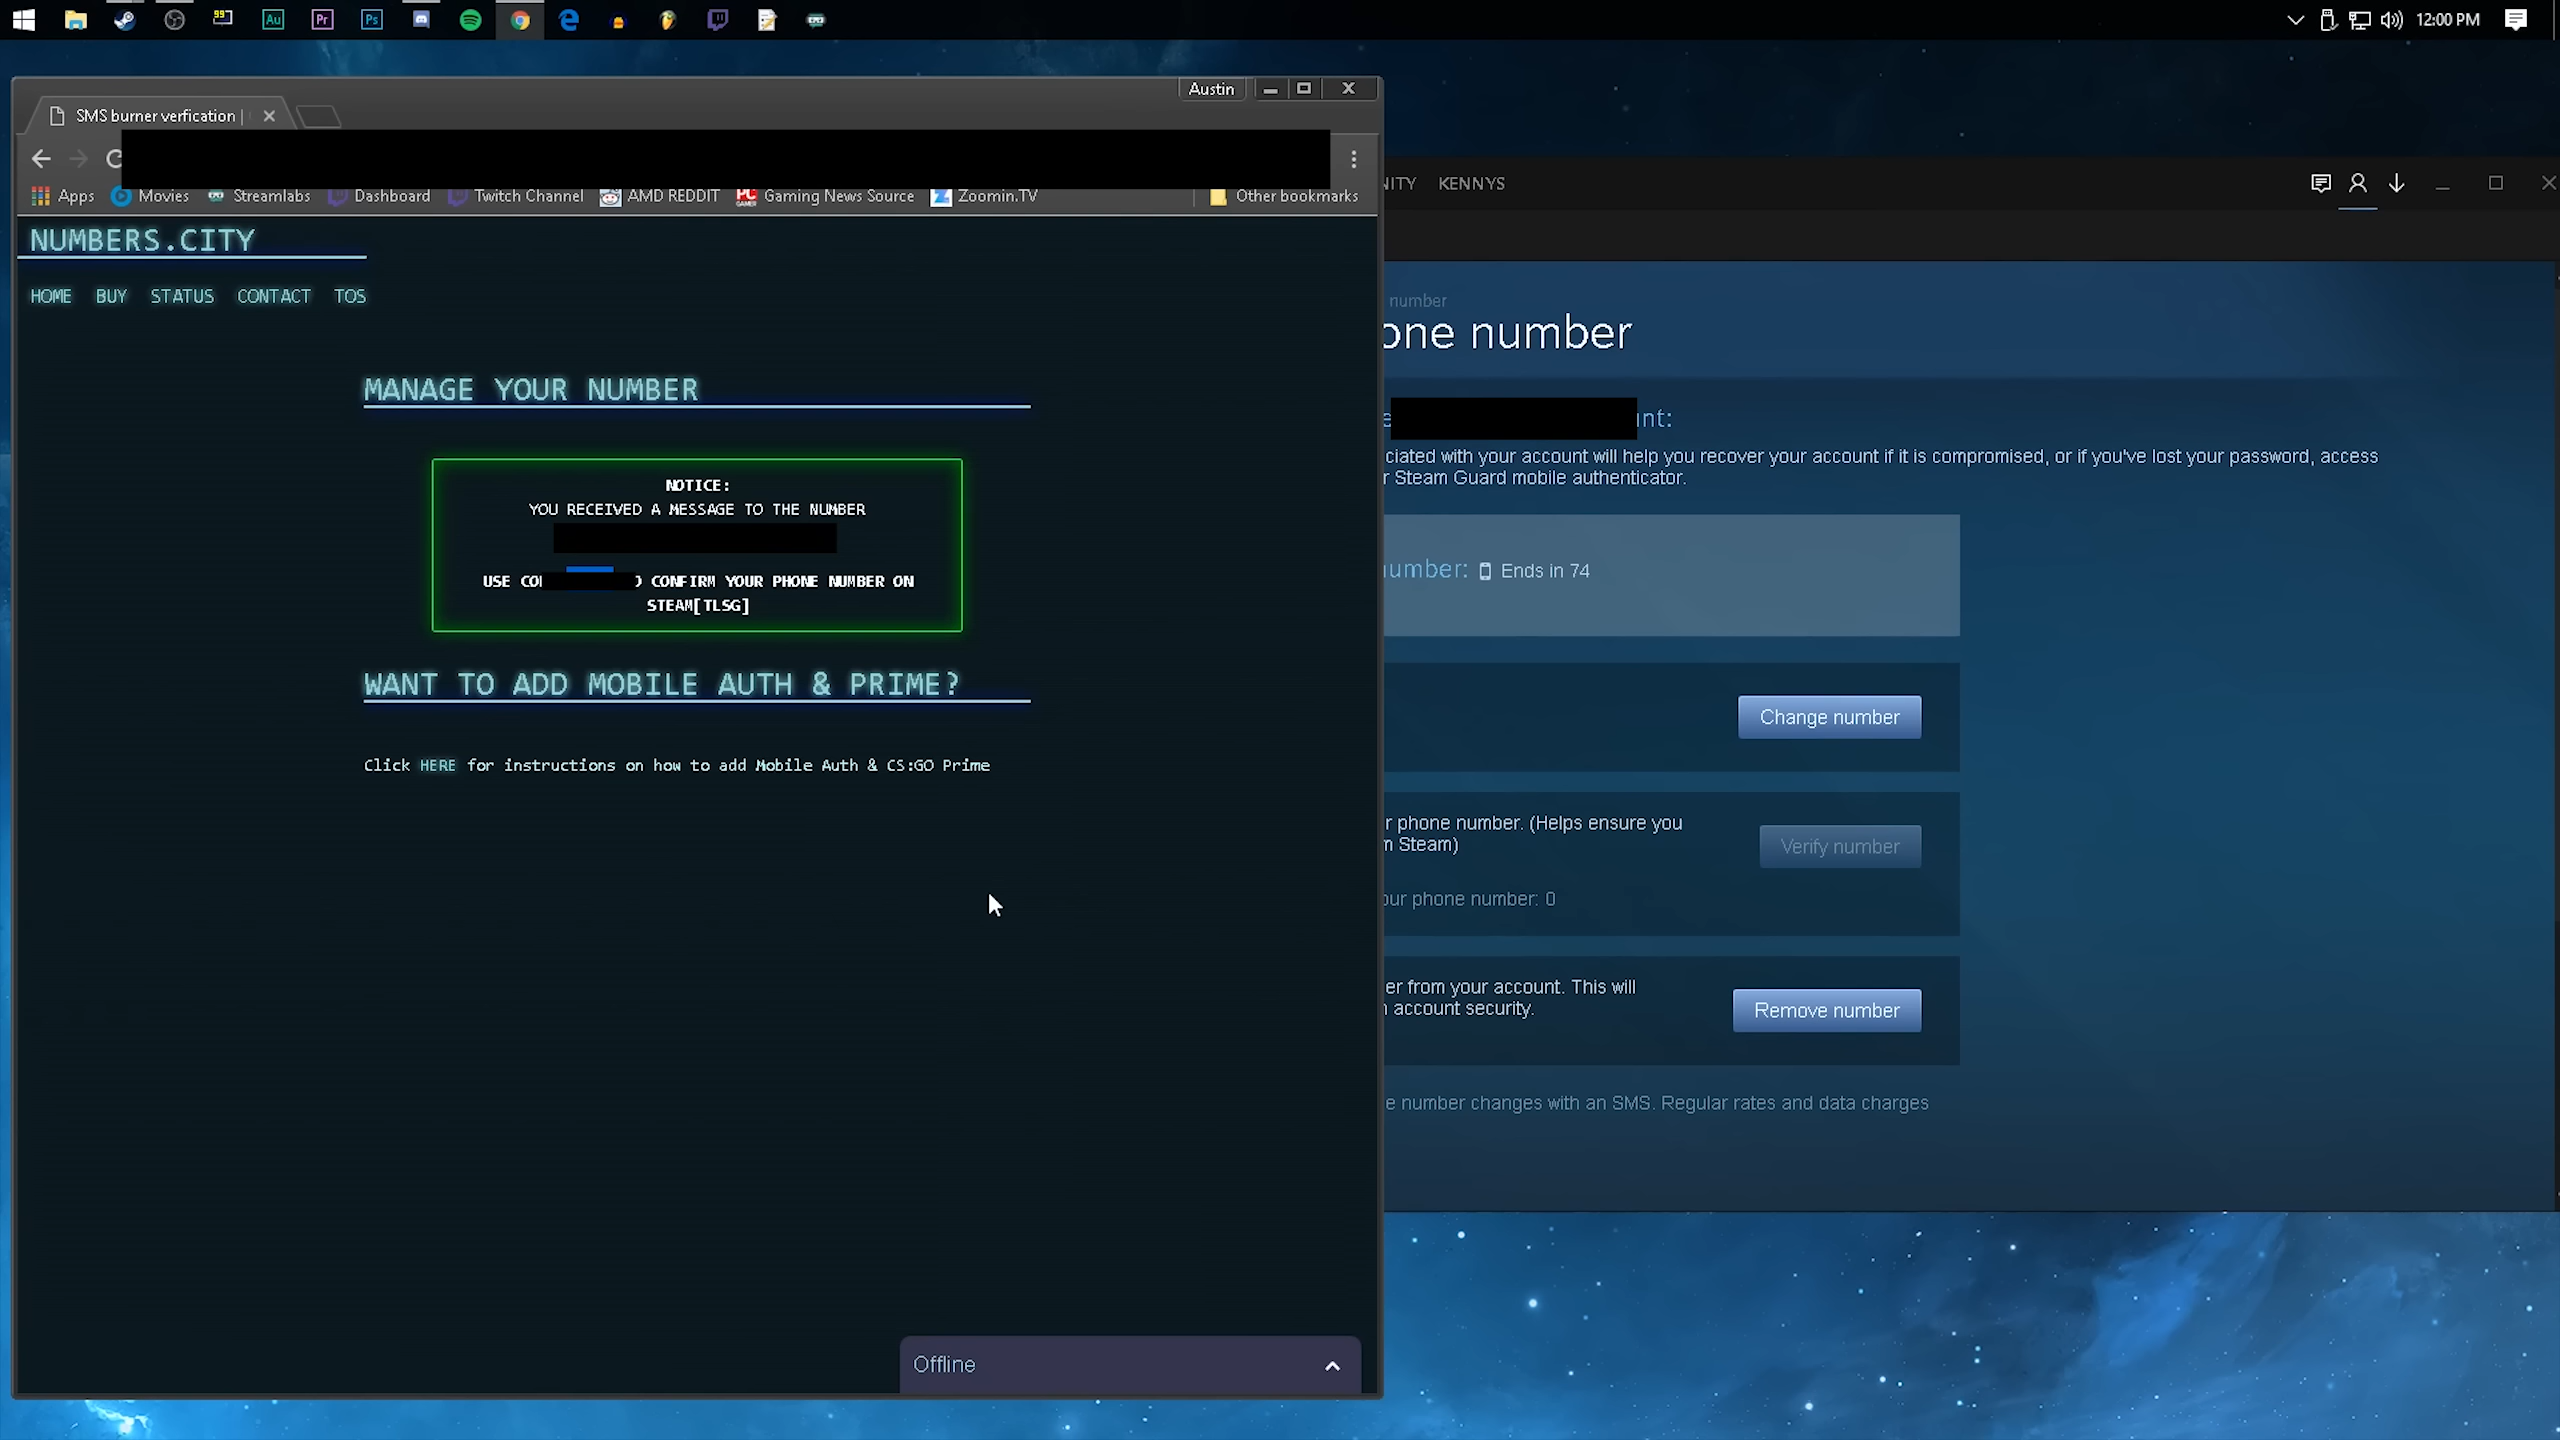 99
Au
Pr
Ps
12:00 PM
Austin
SMS burner verfication |
Apps
Movies
Streamlabs
Dashboard
Twitch Channel
AMD REDDIT
PC GAMER
Gaming News Source
Zoomin.TV
Other bookmarks
NUMBERS.CITY
HOME BUY STATUS CONTACT TOS
MANAGE YOUR NUMBER
NOTICE:
YOU RECEIVED A MESSAGE TO THE NUMBER
USE CO CONFIRM YOUR PHONE NUMBER ON
STEAM[TLSG]
WANT TO ADD MOBILE AUTH & PRIME?
Click HERE for instructions on how to add Mobile Auth & CS:GO Prime
Offline
NITY KENNYS
number
one number
nt:
ciated with your account will help you recover your account if it is compromised, or if you've lost your password, access
r Steam Guard mobile authenticator.
umber: Ends in 74
Change number
r phone number. (Helps ensure you
m Steam)
Verify number
our phone number: 0
er from your account. This will
account security.
Remove number
e number changes with an SMS. Regular rates and data charges